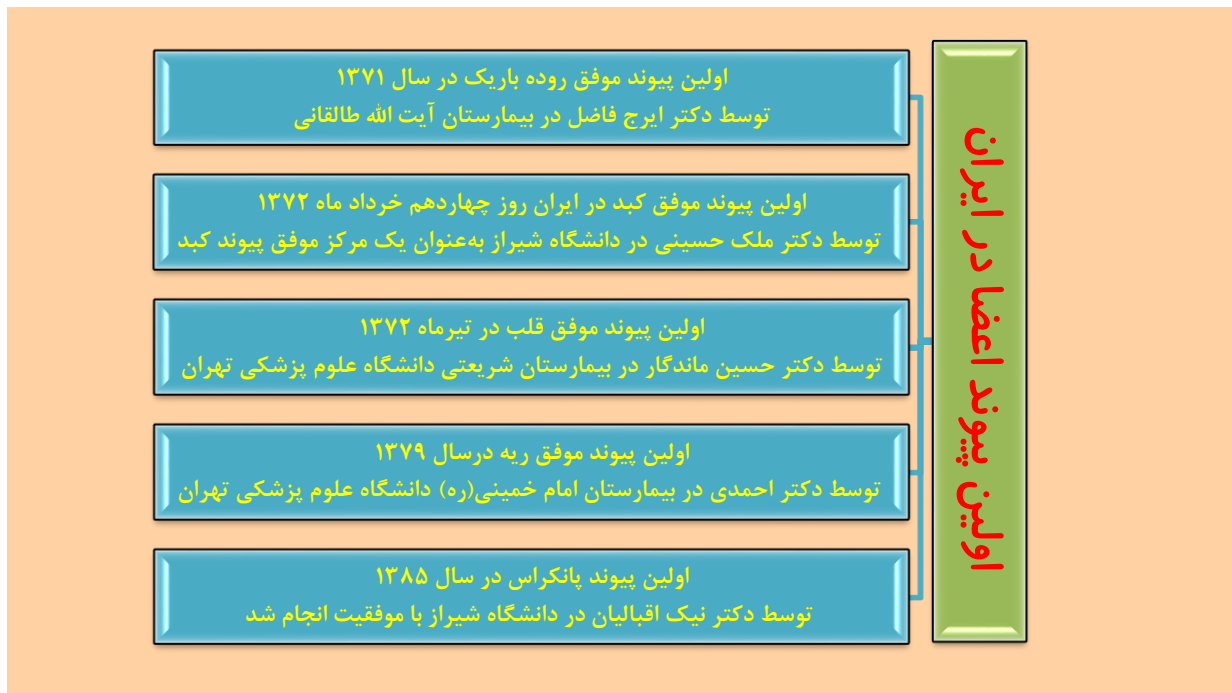 اولین پیوند اعضا در ایران
اولین پیوند موفق روده باریک در سال ۱۳۷۱
توسط دکتر ایرج فاضل در بیمارستان آیت الله طالقانی
اولین پیوند موفق کبد در ایران روز چهاردهم خرداد ماه ۱۳۷۲
توسط دکتر ملک حسینی در دانشگاه شیراز به‌عنوان یک مرکز موفق پیوند کبد
اولین پیوند موفق قلب در تیرماه ۱۳۷۲
توسط دکتر حسین ماندگار در بیمارستان شریعتی دانشگاه علوم پزشکی تهران
اولین پیوند موفق ریه درسال ۱۳۷۹
توسط دکتر احمدی در بیمارستان امام خمینی(ره) دانشگاه علوم پزشکی تهران
اولین پیوند پانکراس در سال ۱۳۸۵
توسط دکتر نیک اقبالیان در دانشگاه شیراز با موفقیت انجام شد